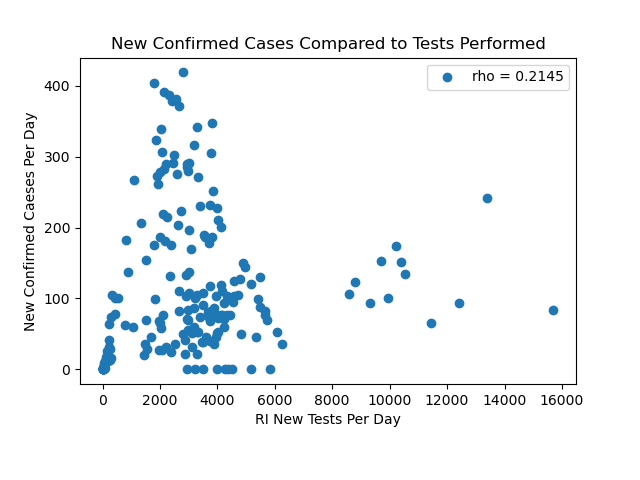 New Confirmed Cases Compared to Tests Performed
rho = 0.2145
New Confirmed Caeses Per Day
400
300
200
100
0
0 2000 4000 6000 8000 10000 12000 14000 16000
RI New Tests Per Day